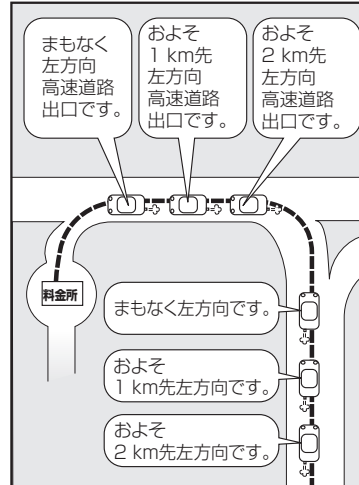 まもなく
左方向
高速道路
出口です。
およそ
1 km先
左方向
高速道路
出口です。
およそ
2 km先
左方向
高速道路
出口です。
料金所
まもなく左方向です。
およそ
1 km先左方向です。
およそ
2 km先左方向です。